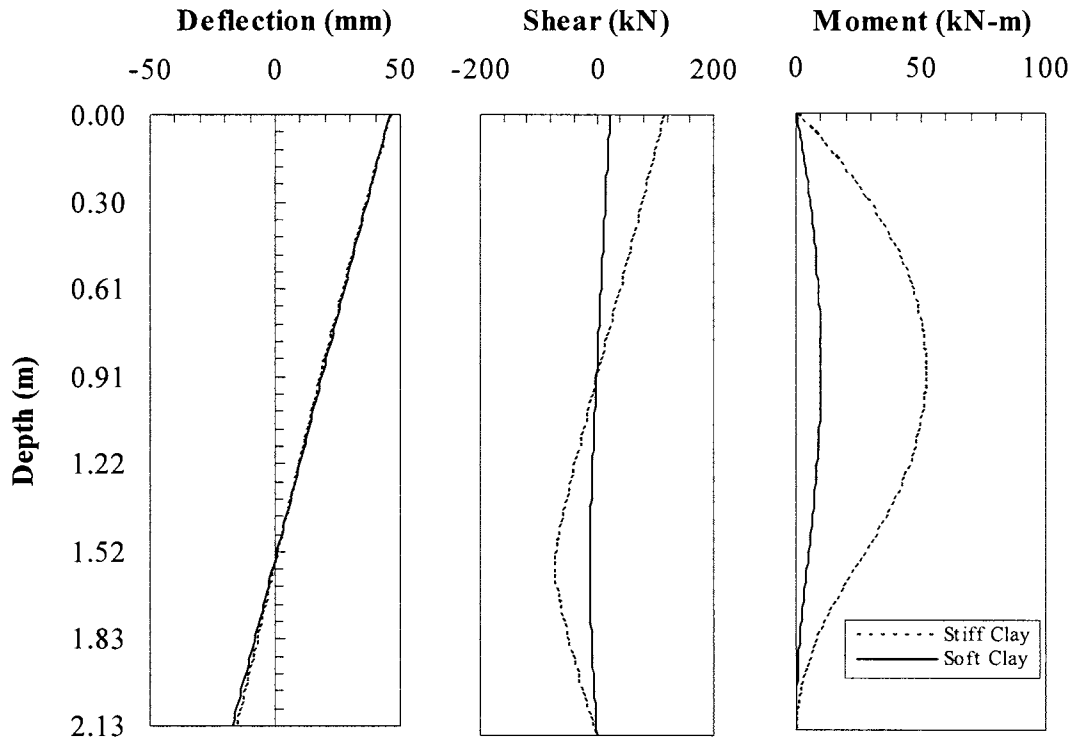 Deflection (mm) Shear (kN) Moment (kN-m)
-50 0 50 -200 0 200 0 50 100
0.00
0.30
0.61
0.91
1.22
1.52
1.83
2.13
Depth (m)
Stiff Clay
Soft Clay